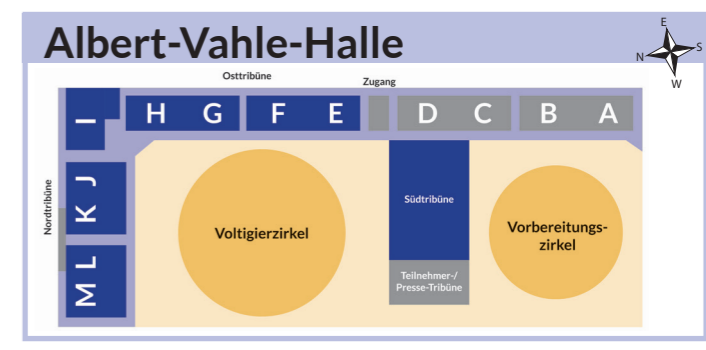 Albert-Vahle-Halle
E
N
S
W
Osttribüne
Zugang
H G F E D C B A
I
J
K
L
M
Nordtribüne
Voltigierzirkel
Südtribüne
Teilnehmer-/
Presse-Tribüne
Vorbereitungs-
zirkel